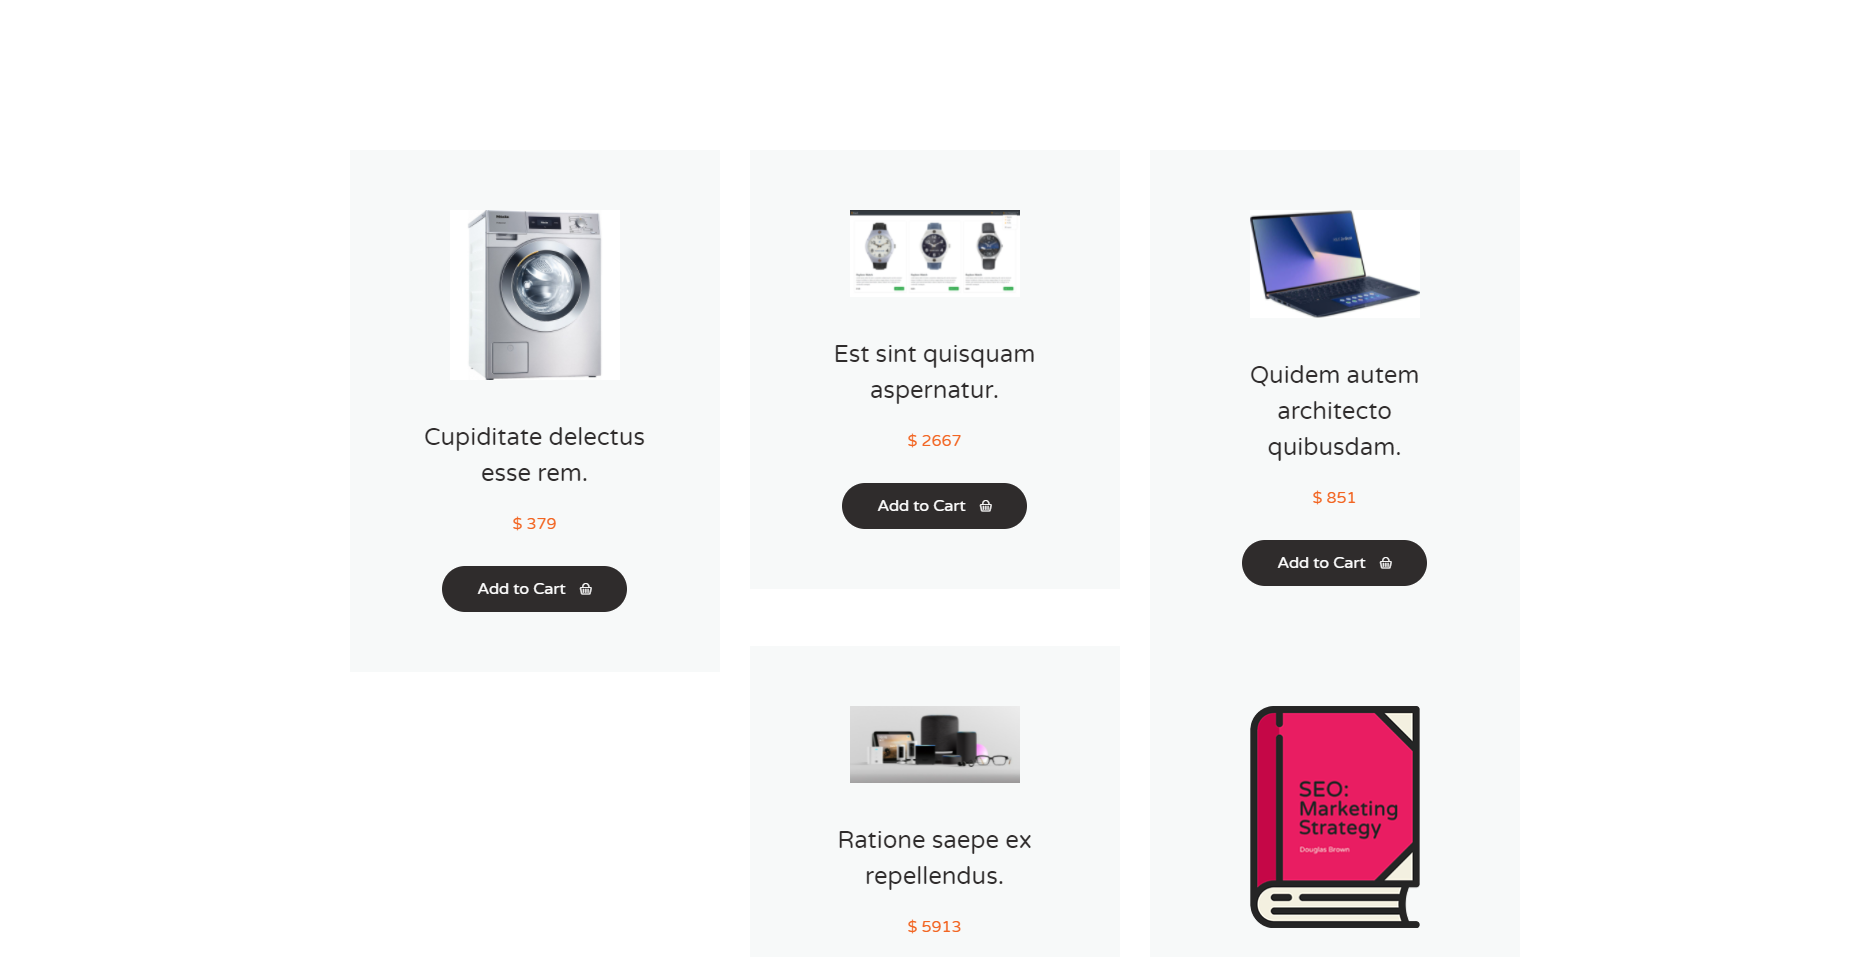 Cupiditate delectus
esse rem.
$ 379
Add to Cart
Est sint quisquam
aspernatur.
$ 2667
Add to Cart
Quidem autem
architecto
quibusdam.
$ 851
Add to Cart
Ratione saepe ex
repellendus.
$ 5913
SEO:
Marketing
Strategy
Douglas Brown